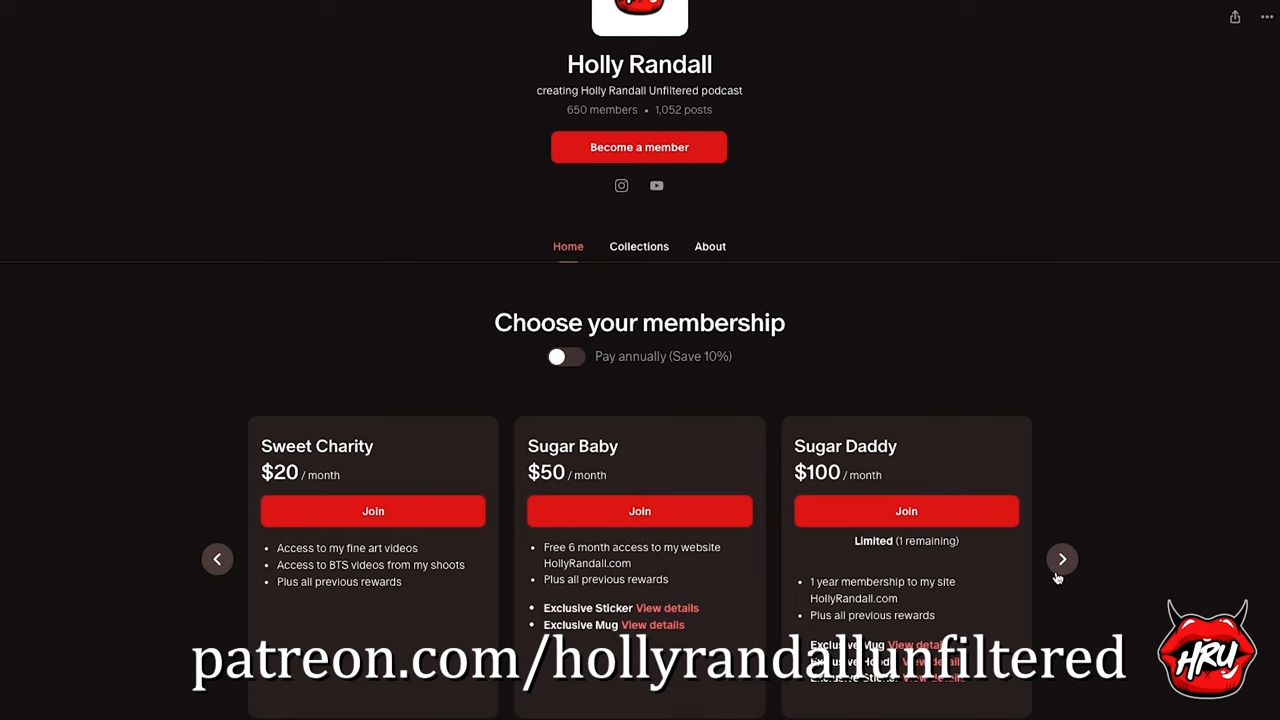 Holly Randall
creating Holly Randall Unfiltered podcast
650 members • 1,052 posts
Become a member
Home
Collections
About
Choose your membership
Pay annually (Save 10%)
Sweet Charity
$20 / month
Join
• Access to my fine art videos
• Access to BTS videos from my shoots
• Plus all previous rewards
Sugar Baby
$50 / month
Join
• Free 6 month access to my website
HollyRandall.com
• Plus all previous rewards
• Exclusive Sticker View details
• Exclusive Mug View details
Sugar Daddy
$100 / month
Join
Limited (1 remaining)
• 1 year membership to my site
HollyRandall.com
• Plus all previous rewards
Exclusive Mug View details
patreon.com/hollyrandallunfiltered
HRU